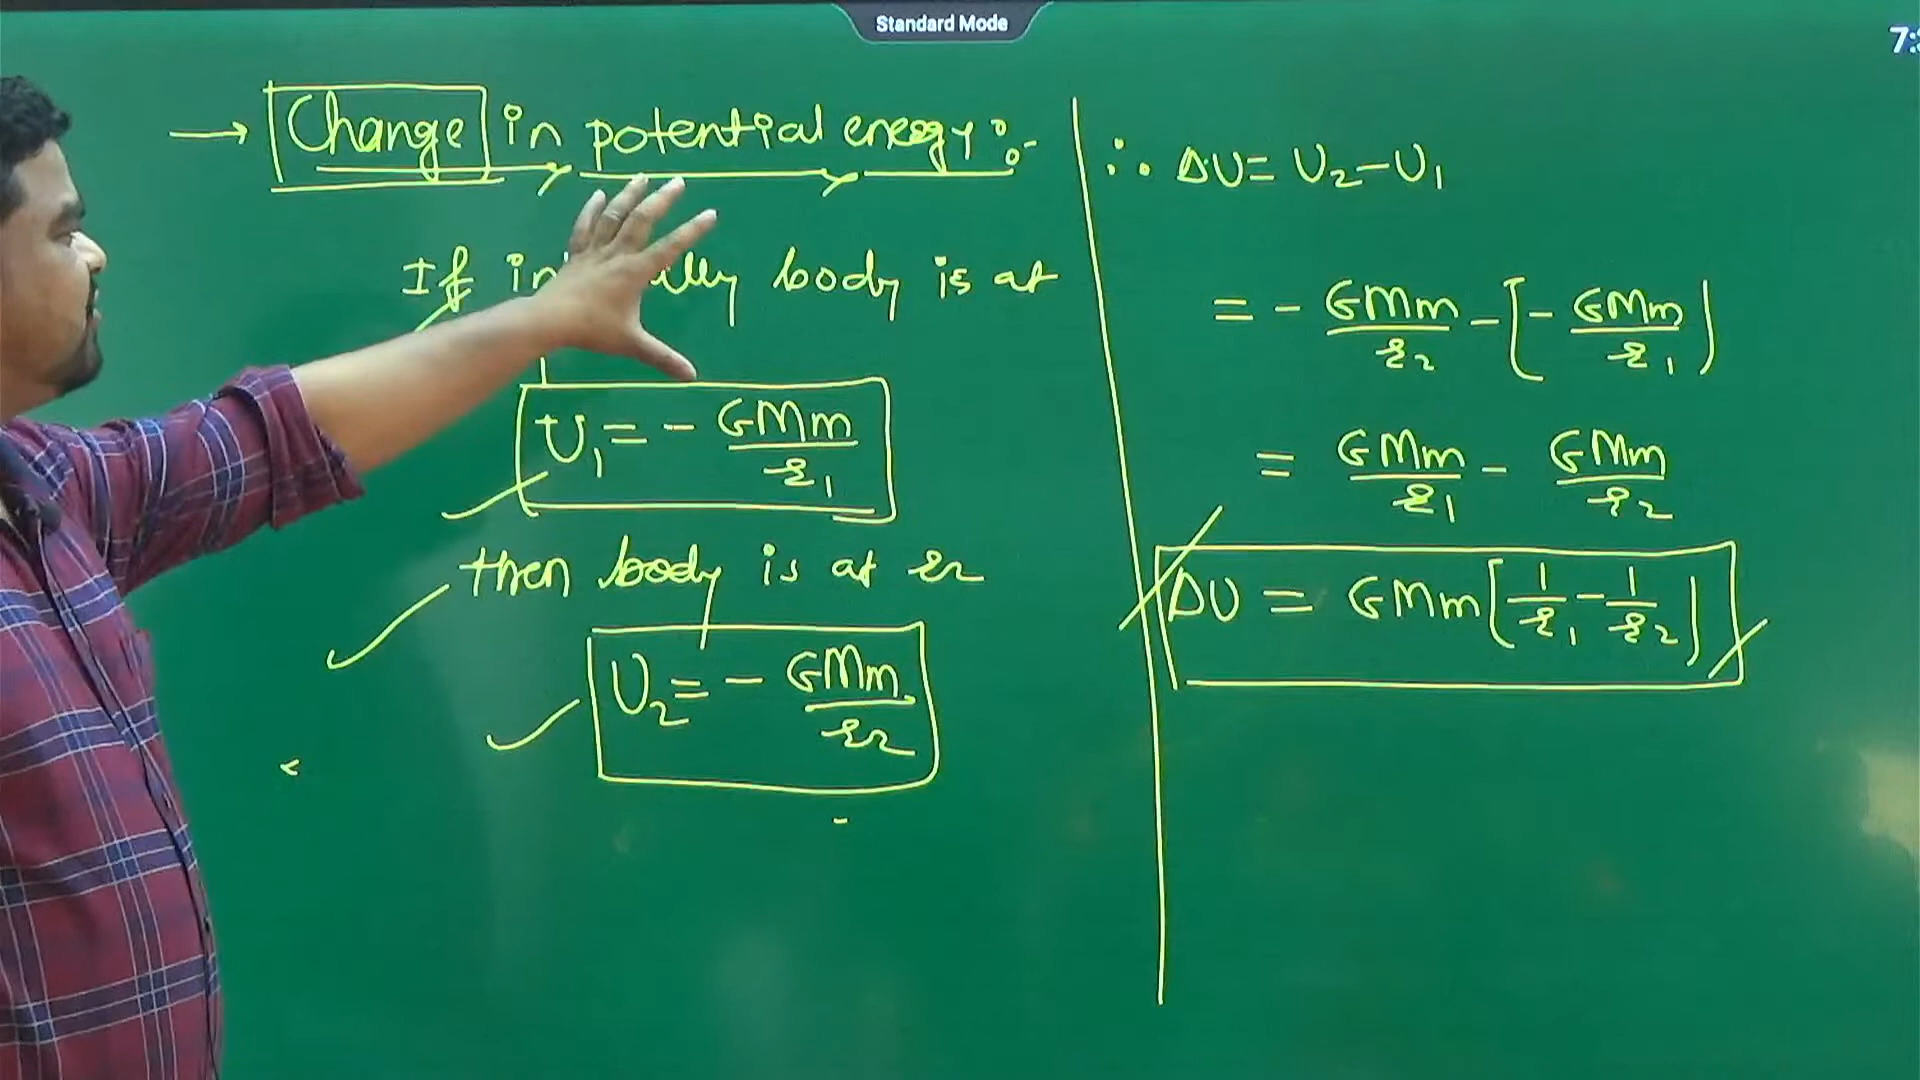 Standard Mode
7:
→ Change in potential energy :-
If in lly body is at
U₁ = - GMm/r₁
then body is at r₂
U₂ = - GMm/r₂
∴ ΔU = U₂ - U₁
= - GMm/r₂ - [- GMm/r₁]
= GMm/r₁ - GMm/r₂
ΔU = GMm[1/r₁ - 1/r₂]